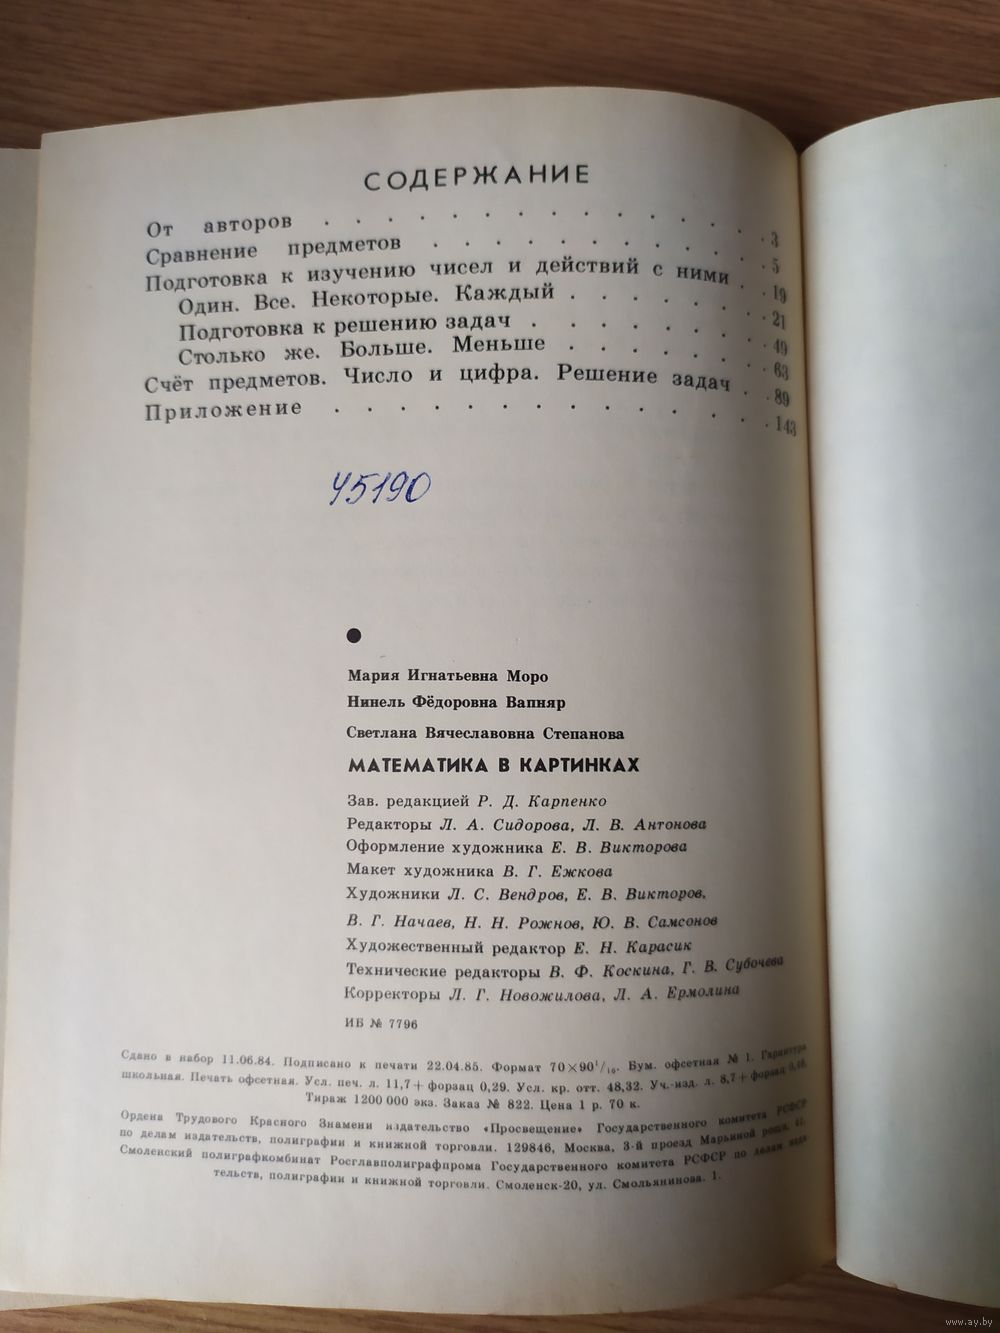 СОДЕРЖАНИЕ
От авторов . . . . . . . . . . . . . . 3
Сравнение предметов . . . . . . . . . . 5
Подготовка к изучению чисел и действий с ними . . 19
Один. Все. Некоторые. Каждый . . . . . . . 21
Подготовка к решению задач . . . . . . . . 49
Столько же. Больше. Меньше . . . . . . . 63
Счёт предметов. Число и цифра. Решение задач . . 89
Приложение . . . . . . . . . . . . . . 143
45190
Мария Игнатьевна Моро
Нинель Фёдоровна Вапняр
Светлана Вячеславовна Степанова
МАТЕМАТИКА В КАРТИНКАХ
Зав. редакцией Р. Д. Карпенко
Редакторы Л. А. Сидорова, Л. В. Антонова
Оформление художника Е. В. Викторова
Макет художника В. Г. Ежкова
Художники Л. С. Вендров, Е. В. Викторов,
В. Г. Начаев, Н. Н. Рожнов, Ю. В. Самсонов
Художественный редактор Е. Н. Карасик
Технические редакторы В. Ф. Коскина, Г. В. Субочева
Корректоры Л. Г. Новожилова, Л. А. Ермолина
ИБ № 7796
Сдано в набор 11.06.84. Подписано к печати 22.04.85. Формат 70×90¹/₁₆. Бум. офсетная № 1. Гарнитура
школьная. Печать офсетная. Усл. печ. л. 11,7 + форзац 0,29. Усл. кр. отт. 48,32. Уч.-изд. л. 8,7 + форзац
Тираж 1200 000 экз. Заказ № 822. Цена 1 р. 70 к.
Ордена Трудового Красного Знамени издательство «Просвещение» Государственного комитета РСФСР
по делам издательств, полиграфии и книжной торговли. 129846, Москва, 3-й проезд Марьиной рощи,
Смоленский полиграфкомбинат Росглавполиграфпрома Государственного комитета РСФСР по делам изда-
тельств, полиграфии и книжной торговли. Смоленск-20, ул. Смольянинова. 1.
www.ay.by